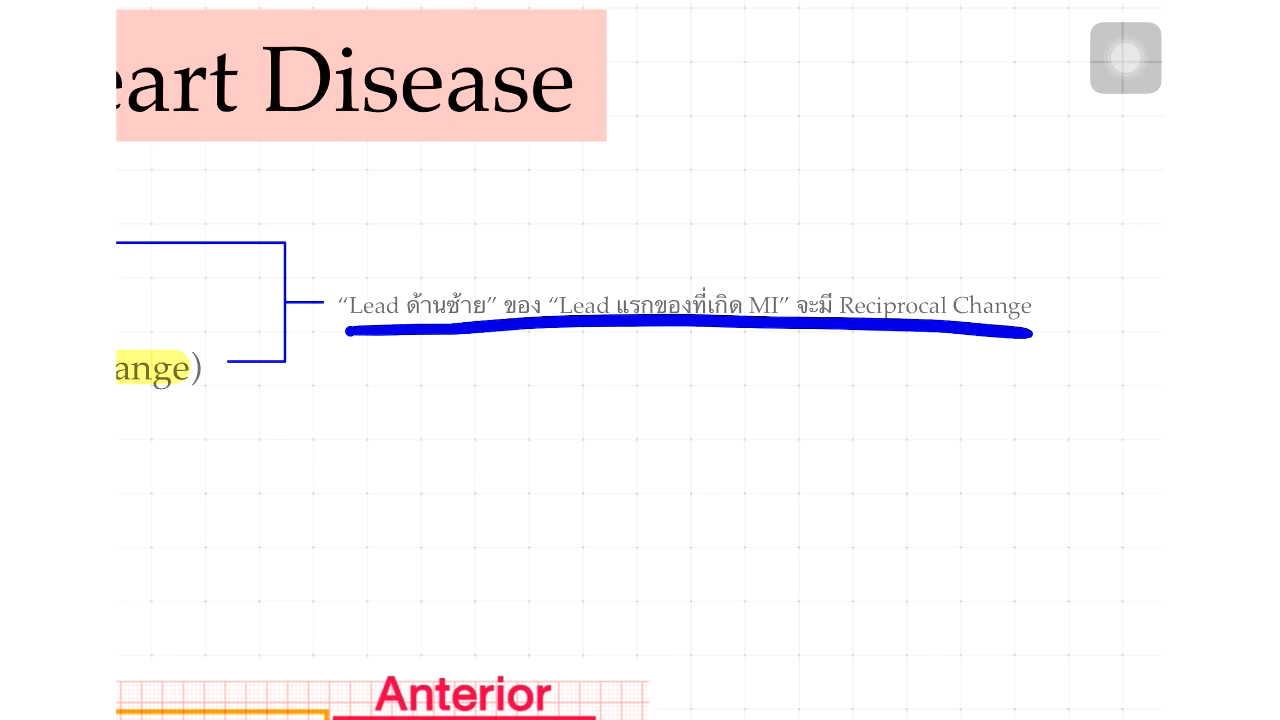 eart Disease
“Lead ด้านซ้าย” ของ “Lead แรกของที่เกิด MI” จะมี Reciprocal Change
ange)
Anterior